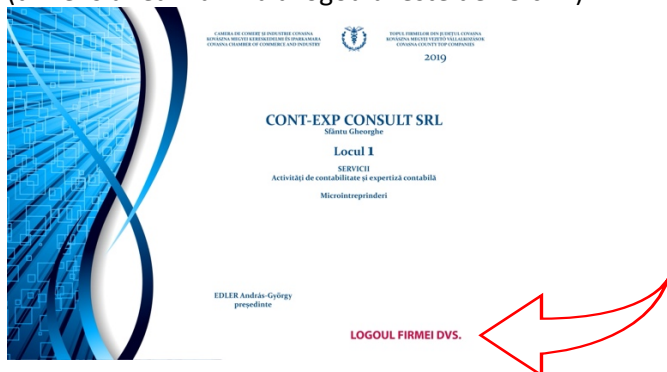 CAMERA DE COMERȚ ȘI INDUSTRIE COVASNA
KOVÁSZNA MEGYEI KERESKEDELMI ÉS IPARKAMARA
COVASNA CHAMBER OF COMMERCE AND INDUSTRY
TOPUL FIRMELOR DIN JUDEȚUL COVASNA
KOVÁSZNA MEGYEI VEZETŐ VÁLLALKOZÁSOK
COVASNA COUNTY TOP COMPANIES
2019
CONT-EXP CONSULT SRL
Sfântu Gheorghe
Locul 1
SERVICII
Activități de contabilitate și expertiză contabilă
Microîntreprinderi
EDLER András-György
președinte
LOGOUL FIRMEI DVS.